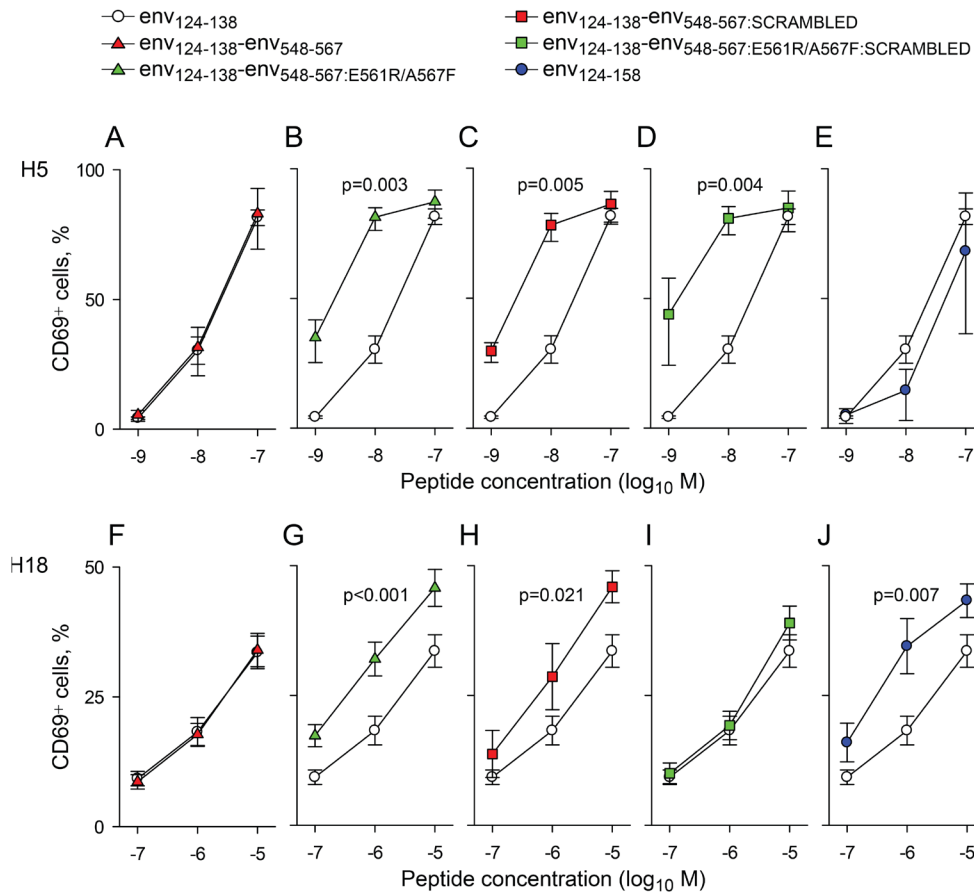 env124-138
env124-138-env548-567:SCRAMBLED
env124-138-env548-567
env124-138-env548-567:E561R/A567F:SCRAMBLED
env124-138-env548-567:E561R/A567F
env124-158
A B C D E
H5 100
p=0.003 p=0.005 p=0.004
CD69+ cells, %
50
0
-9 -8 -7 -9 -8 -7 -9 -8 -7 -9 -8 -7 -9 -8 -7
Peptide concentration (log10 M)
F G H I J
H18 50
p<0.001 p=0.021 p=0.007
CD69+ cells, %
25
0
-7 -6 -5 -7 -6 -5 -7 -6 -5 -7 -6 -5 -7 -6 -5
Peptide concentration (log10 M)